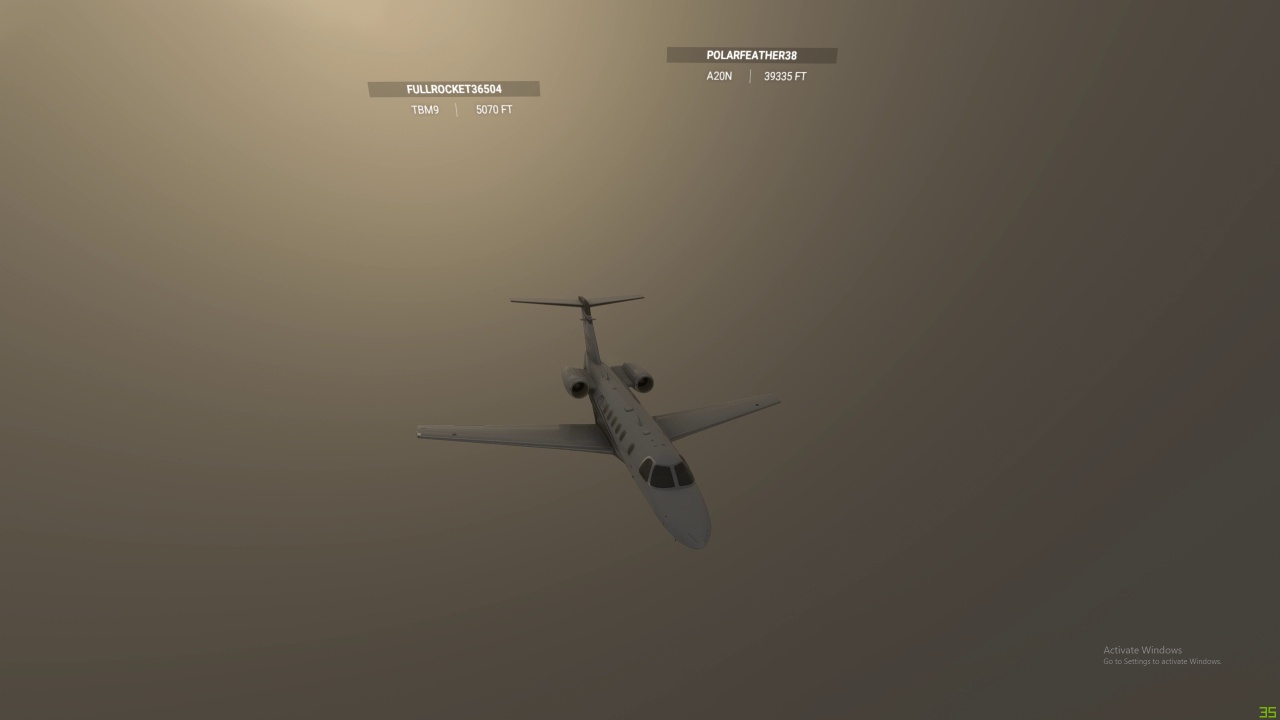 POLARFEATHER38
A20N | 39335 FT
FULLROCKET36504
TBM9 | 5070 FT
Activate Windows
Go to Settings to activate Windows.
35